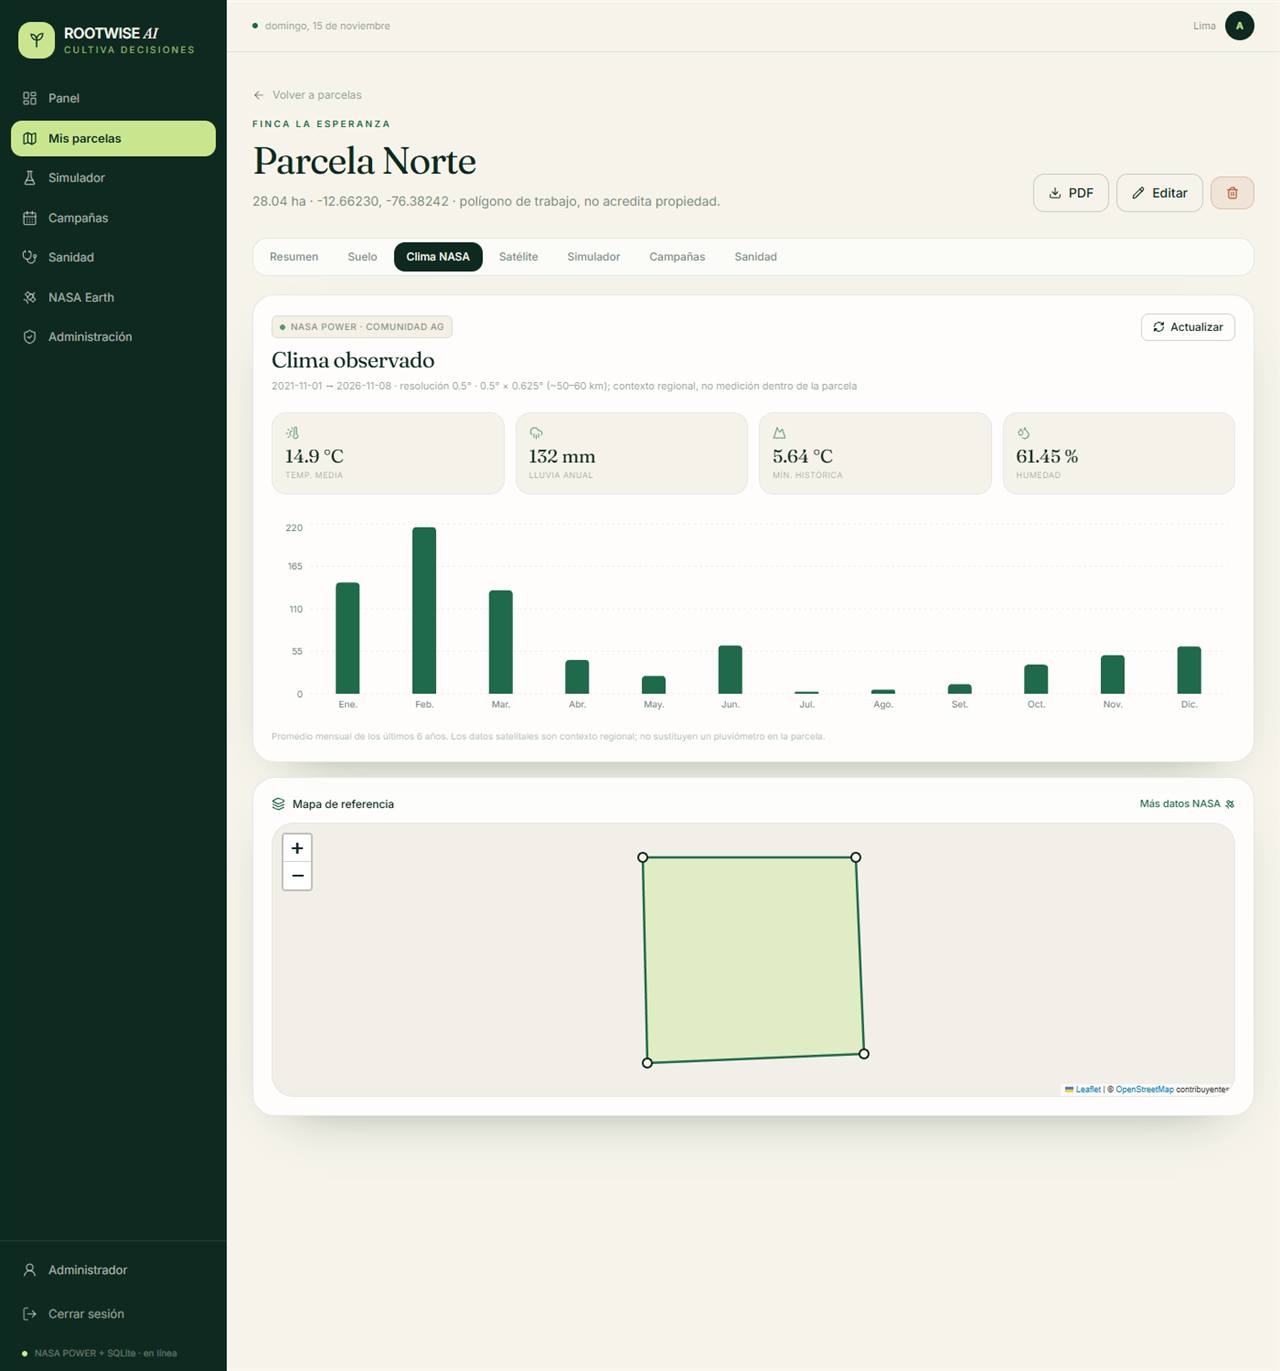 ROOTWISE AI
CULTIVA DECISIONES
Panel
Mis parcelas
Simulador
Campañas
Sanidad
NASA Earth
Administración
Administrador
Cerrar sesión
NASA POWER + SQLite · en línea
domingo, 15 de noviembre
Lima
A
Volver a parcelas
FINCA LA ESPERANZA
Parcela Norte
28.04 ha · -12.66230, -76.38242 · polígono de trabajo, no acredita propiedad.
PDF
Editar
Resumen
Suelo
Clima NASA
Satélite
Simulador
Campañas
Sanidad
NASA POWER · COMUNIDAD AG
Actualizar
Clima observado
2021-11-01 — 2026-11-08 · resolución 0.5° · 0.5° × 0.625° (~50–60 km); contexto regional, no medición dentro de la parcela
14.9 °C
TEMP. MEDIA
132 mm
LLUVIA ANUAL
5.64 °C
MÍN. HISTÓRICA
61.45 %
HUMEDAD
220
165
110
55
0
Ene.
Feb.
Mar.
Abr.
May.
Jun.
Jul.
Ago.
Set.
Oct.
Nov.
Dic.
Promedio mensual de los últimos 6 años. Los datos satelitales son contexto regional; no sustituyen un pluviómetro en la parcela.
Mapa de referencia
Más datos NASA
+
−
Leaflet | © OpenStreetMap contribuyentes